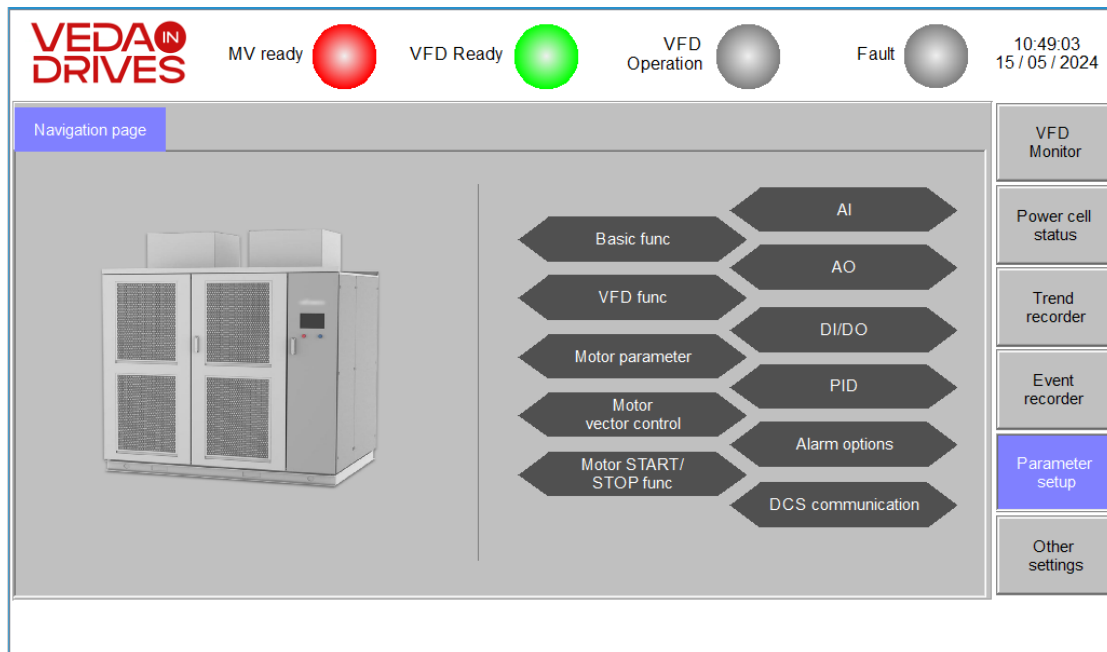 VEDA IN
DRIVES
MV ready
VFD Ready
VFD
Operation
Fault
10:49:03
15 / 05 / 2024
Navigation page
Basic func
VFD func
Motor parameter
Motor
vector control
Motor START/
STOP func
AI
AO
DI/DO
PID
Alarm options
DCS communication
VFD
Monitor
Power cell
status
Trend
recorder
Event
recorder
Parameter
setup
Other
settings